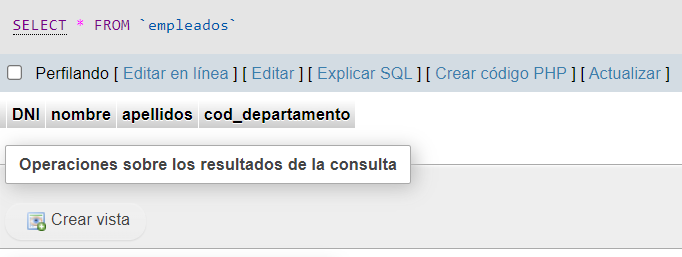 SELECT * FROM `empleados`
Perfilando [ Editar en línea ] [ Editar ] [ Explicar SQL ] [ Crear código PHP ] [ Actualizar ]
DNI nombre apellidos cod_departamento
Operaciones sobre los resultados de la consulta
Crear vista